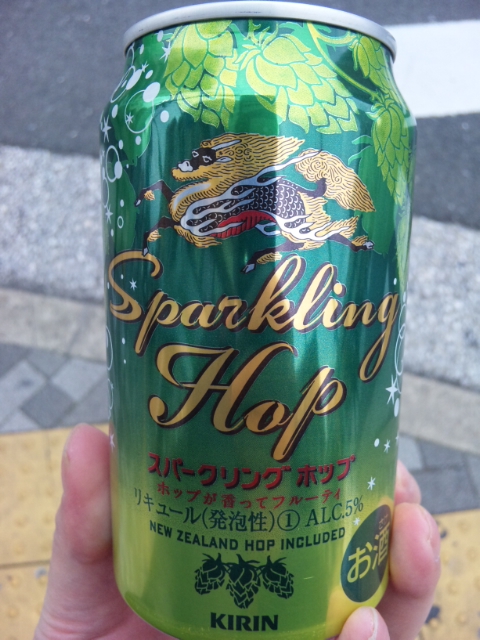 Sparkling
Hop
スパークリング ホップ
ホップが香ってフルーティ
リキュール(発泡性)① ALC.5%
NEW ZEALAND HOP INCLUDED
お酒
KIRIN